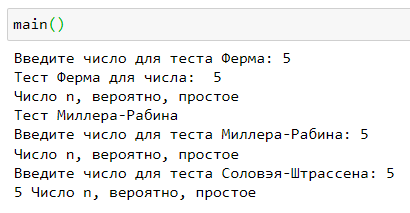 main()
Введите число для теста Ферма: 5
Тест Ферма для числа:  5
Число n, вероятно, простое
Тест Миллера-Рабина
Введите число для теста Миллера-Рабина: 5
Число n, вероятно, простое
Введите число для теста Соловэя-Штрассена: 5
5 Число n, вероятно, простое